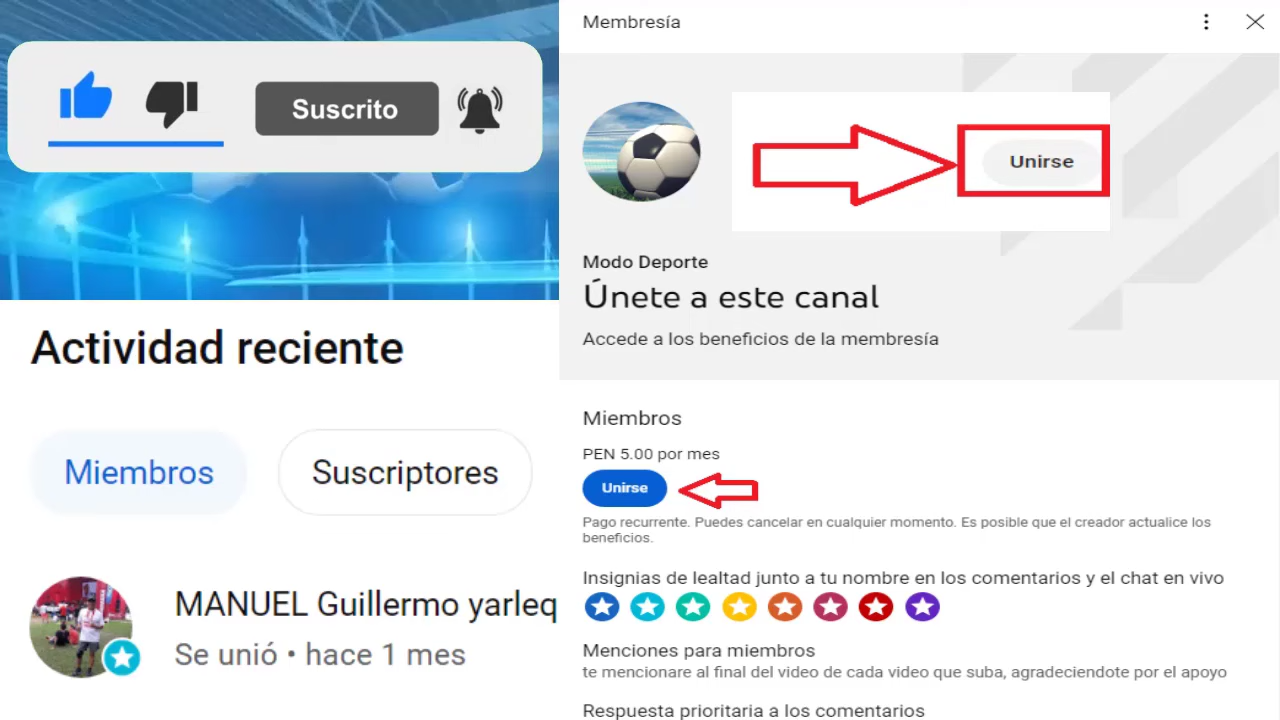 Suscrito
Actividad reciente
Miembros
Suscriptores
MANUEL Guillermo yarleq
Se unió • hace 1 mes
Membresía
Unirse
Modo Deporte
Únete a este canal
Accede a los beneficios de la membresía
Miembros
PEN 5.00 por mes
Unirse
Pago recurrente. Puedes cancelar en cualquier momento. Es posible que el creador actualice los
beneficios.
Insignias de lealtad junto a tu nombre en los comentarios y el chat en vivo
Menciones para miembros
te mencionare al final del video de cada video que suba, agradeciendote por el apoyo
Respuesta prioritaria a los comentarios